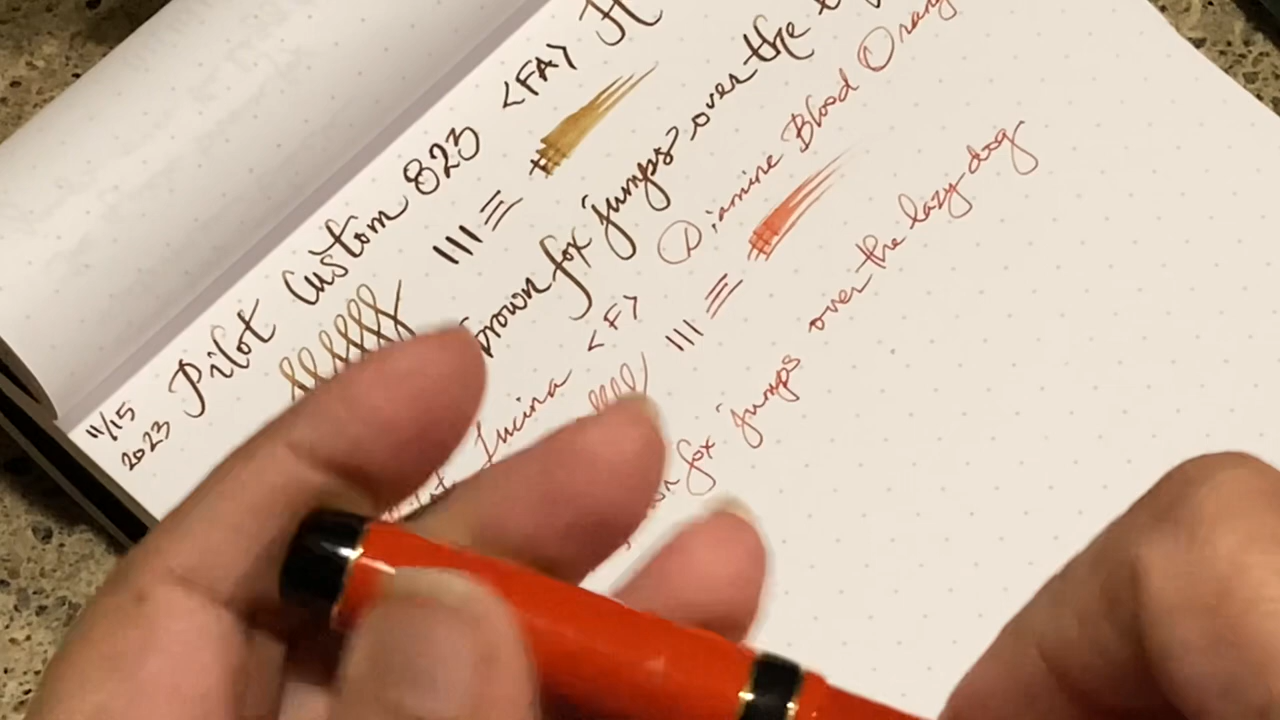 11/15
2023
Pilot Custom 823 <FA>
brown fox jumps over the
Lucina <F> Diamine Blood Orang
fox jumps over the lazy dog